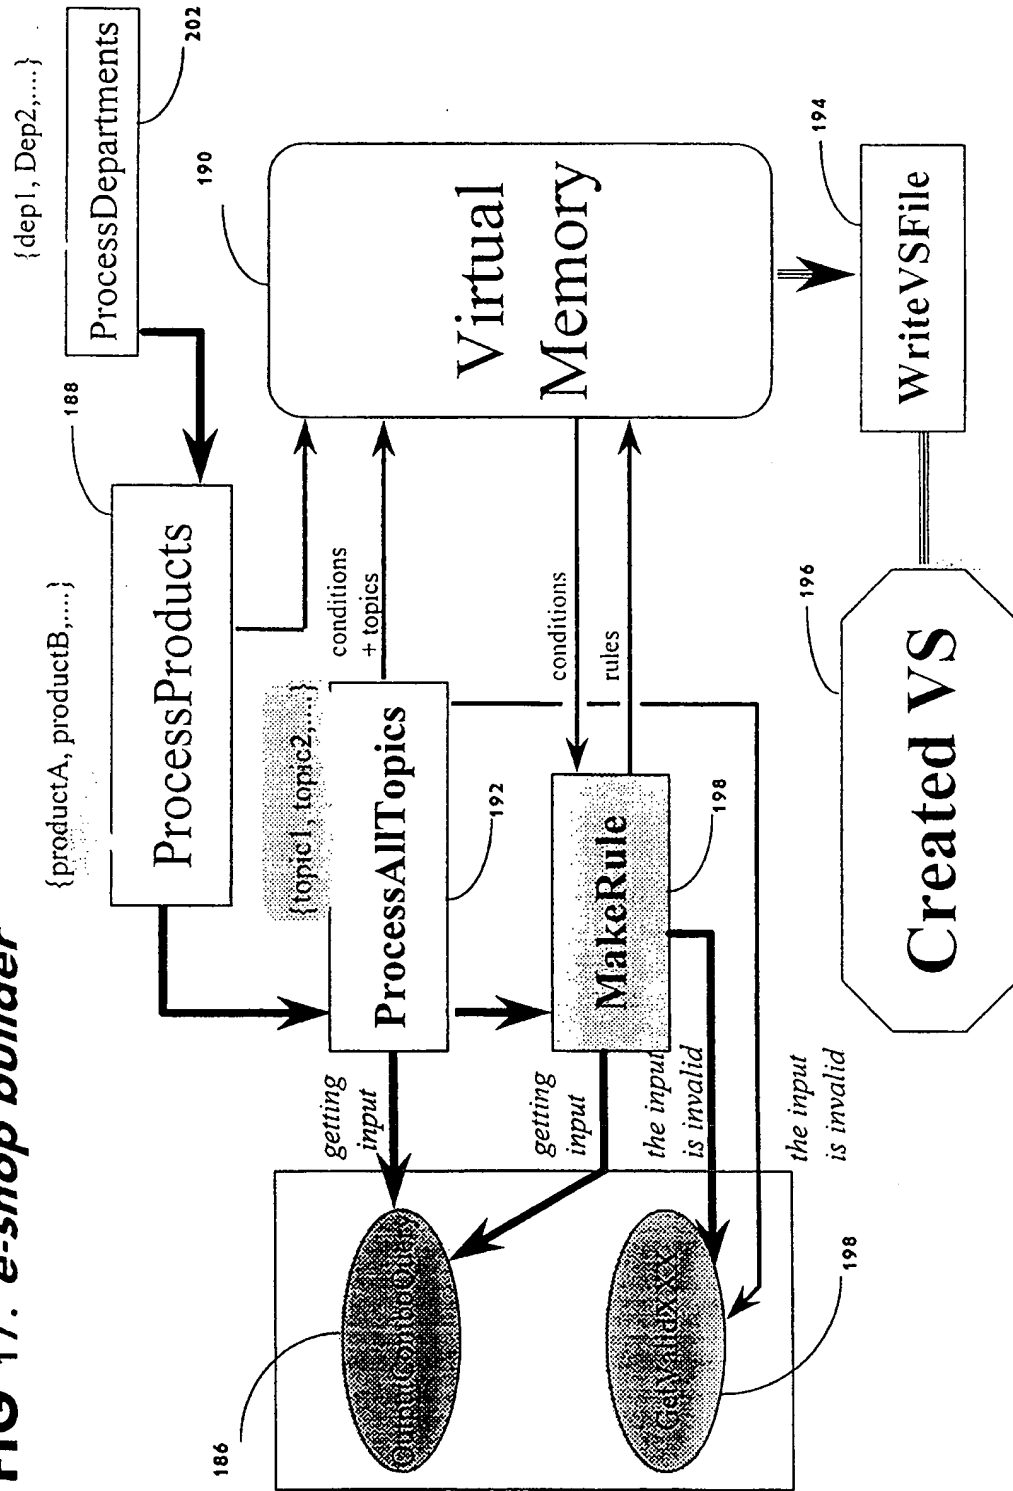 FIG 17. e-shop builder
{dep1, Dep2,....}
ProcessDepartments
202
{productA, productB,....}
ProcessProducts
188
190
Virtual
Memory
{topic1, topic2,....}
ProcessAllTopics
192
conditions
+ topics
conditions
rules
MakeRule
198
getting
input
getting
input
the input
is invalid
the input
is invalid
186
OutputComboQuery
GetValidXXX
198
WriteVSFile
194
Created VS
196